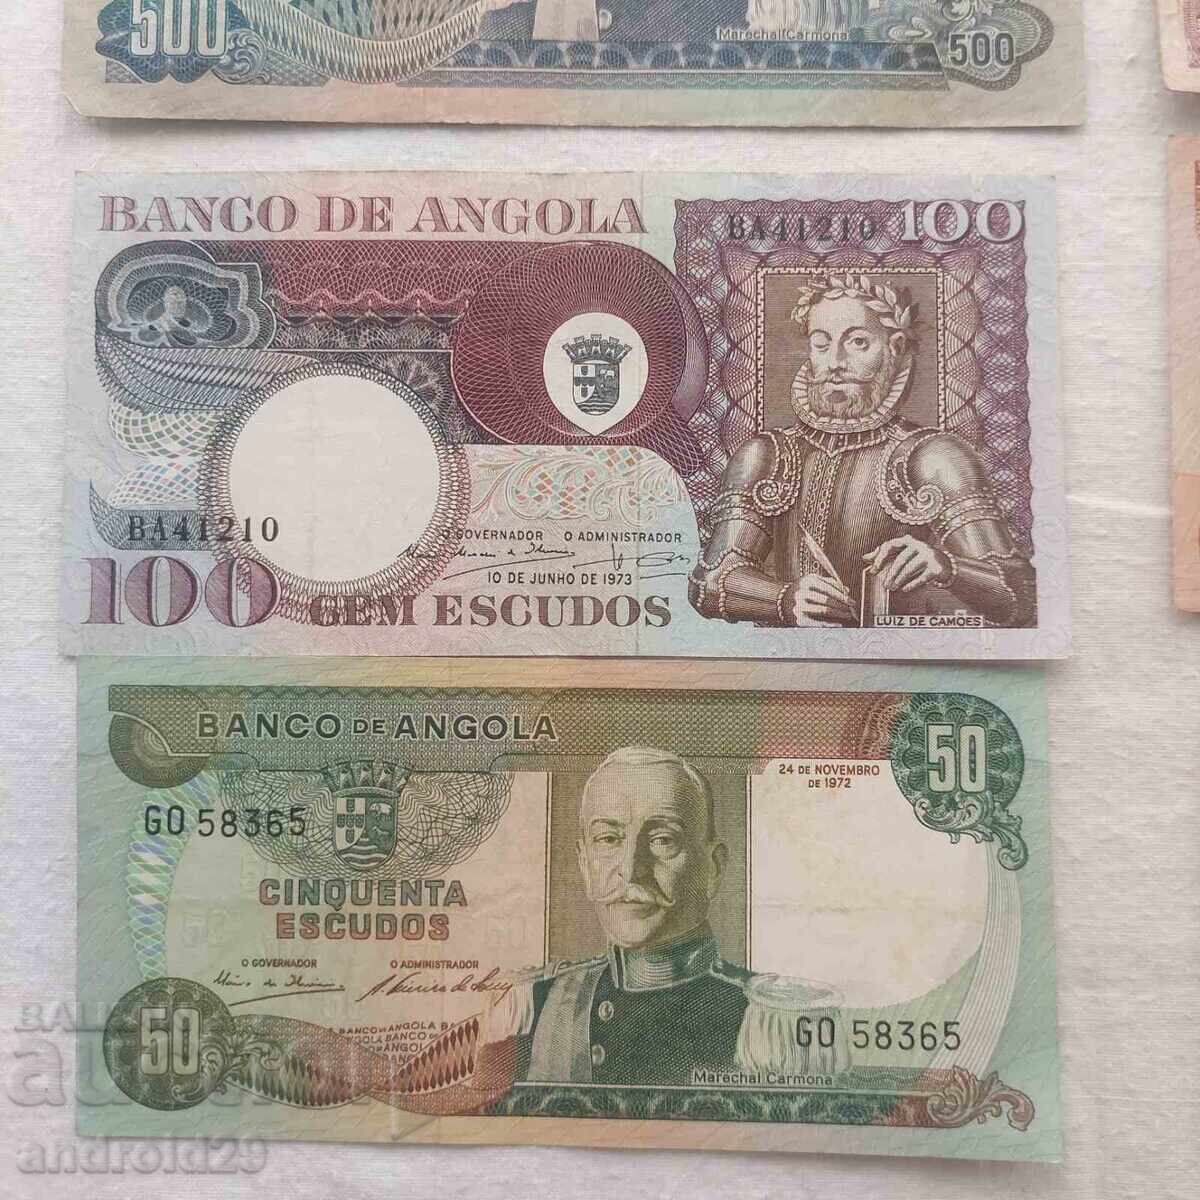 500
Marechal Carmona
500
BANCO DE ANGOLA
BA41210
100
BA41210
O GOVERNADOR O ADMINISTRADOR
10 DE JUNHO DE 1973
100 CEM ESCUDOS
LUIZ DE CAMÕES
BANCO DE ANGOLA
50
24 DE NOVEMBRO
DE 1972
GO 58365
CINQUENTA
ESCUDOS
O GOVERNADOR O ADMINISTRADOR
50
GO 58365
Marechal Carmona
android29